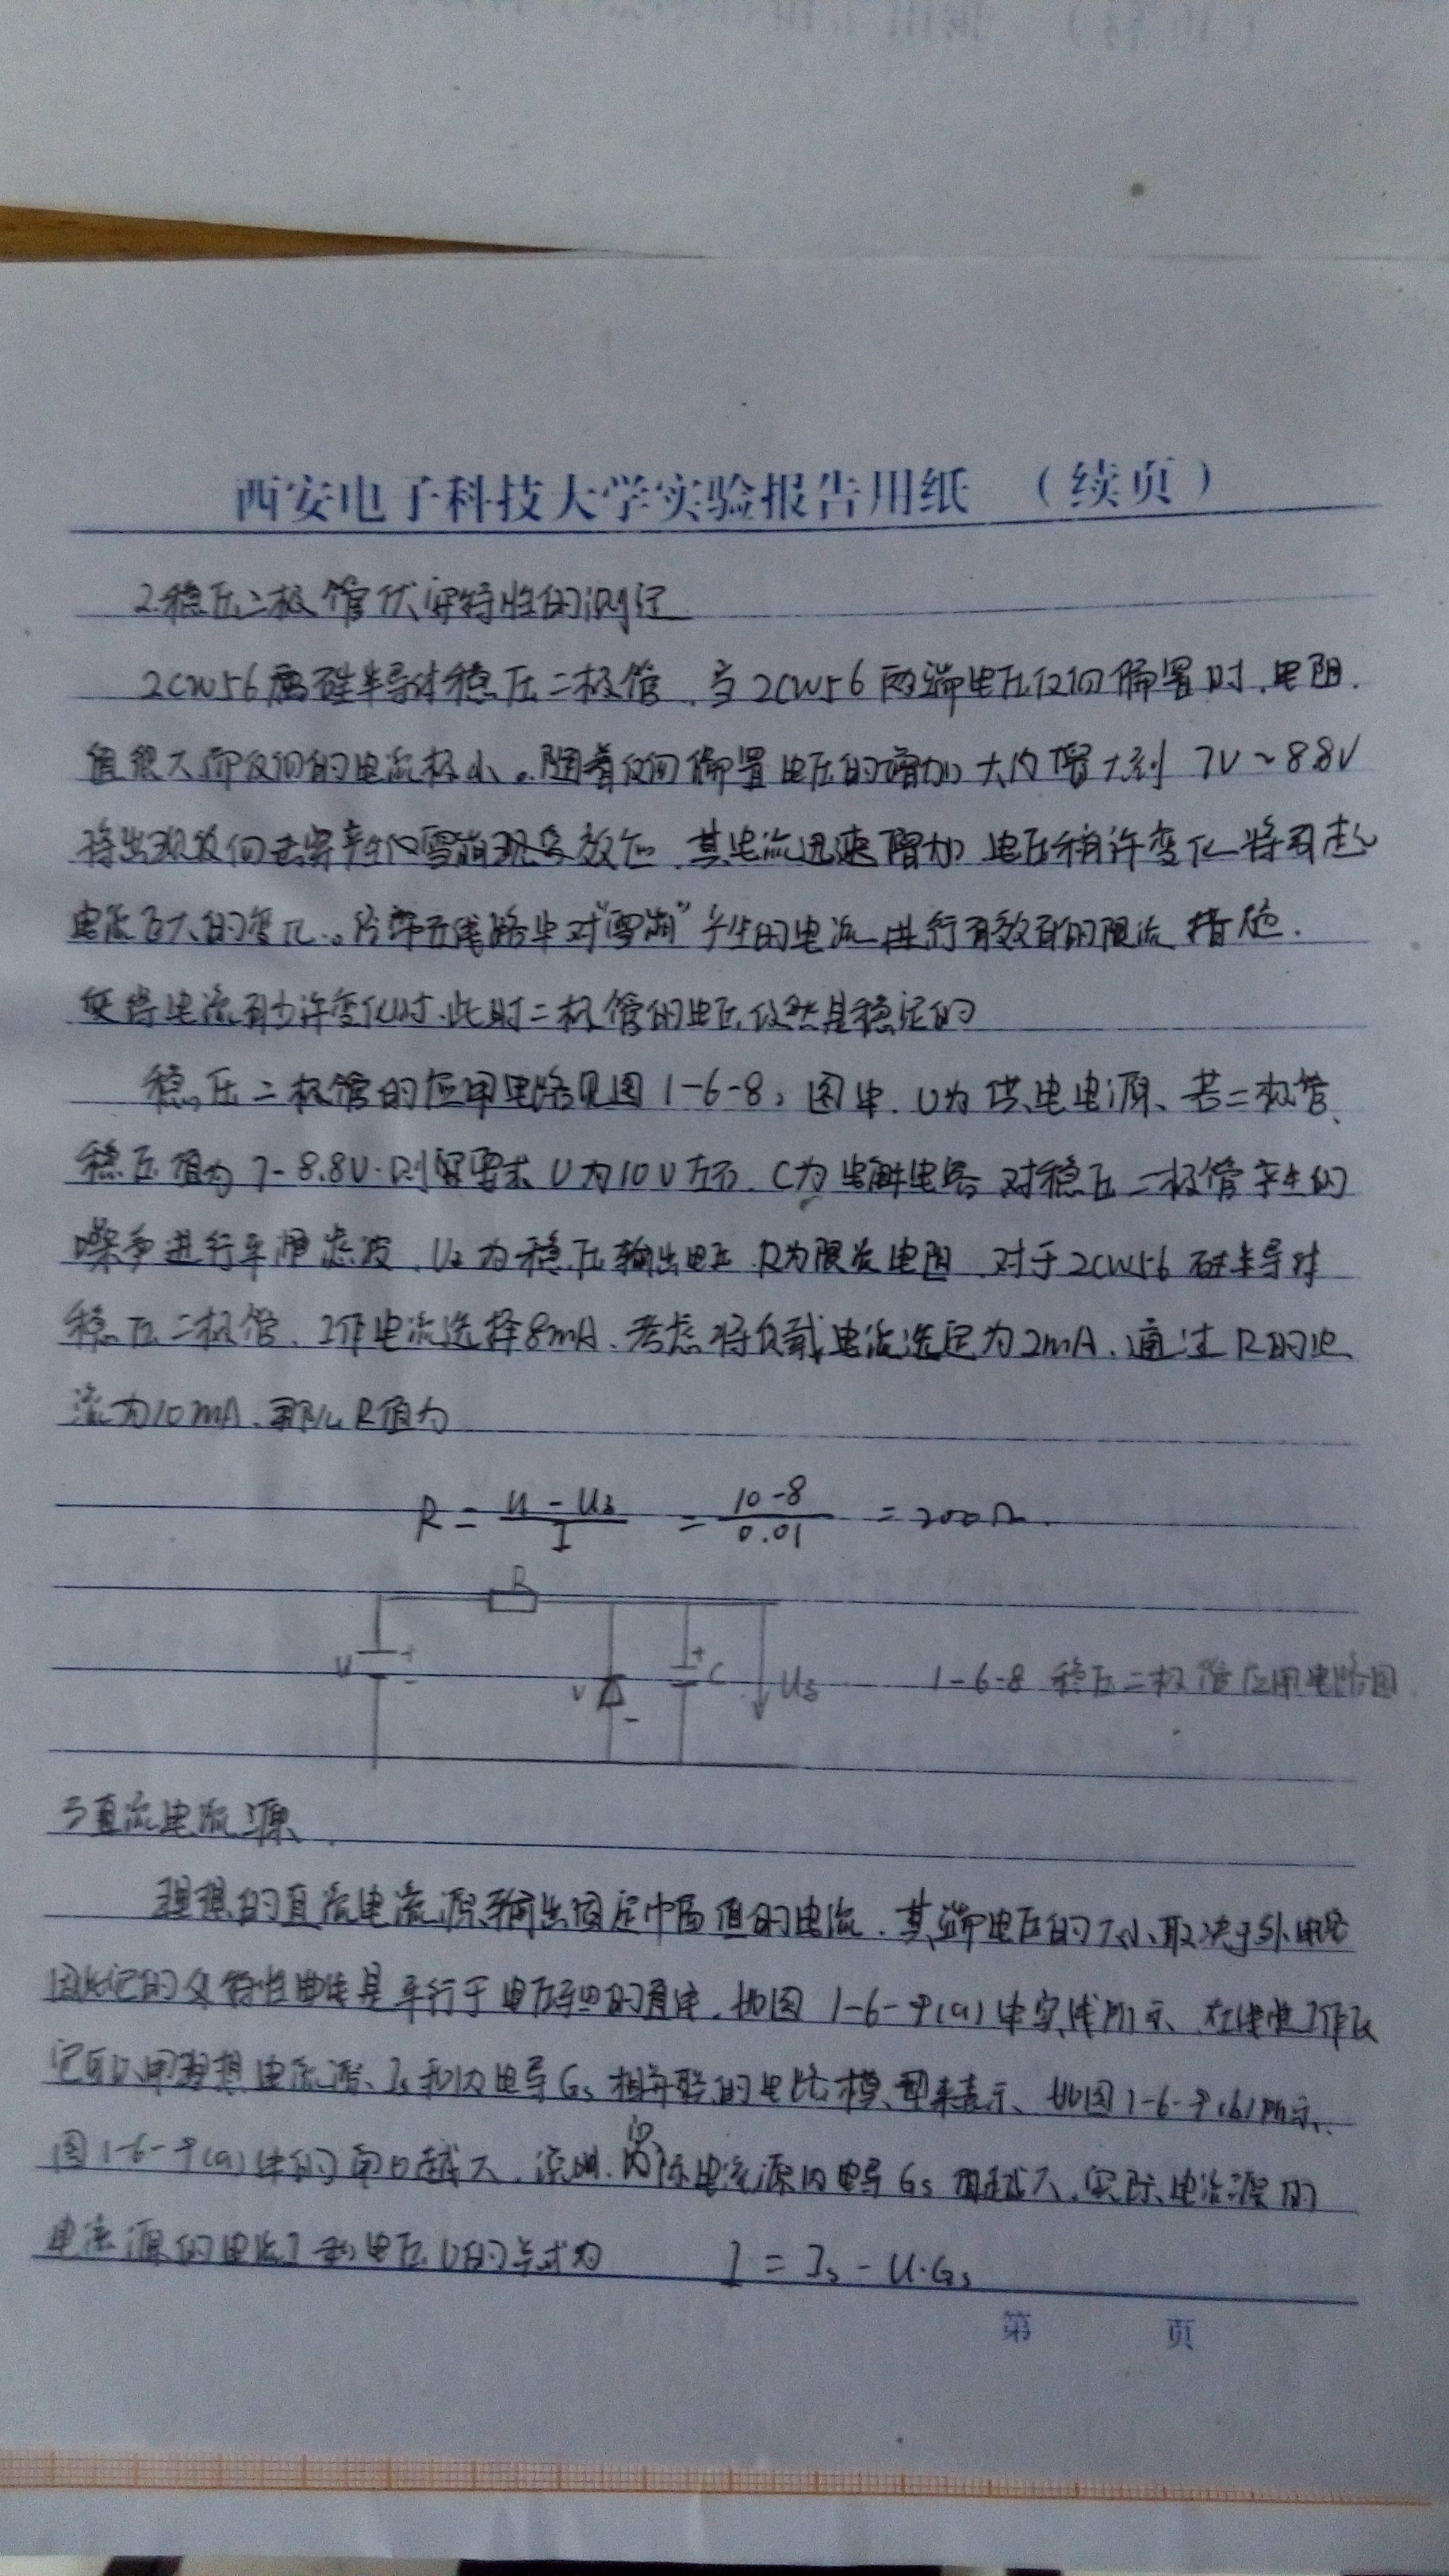 西安电子科技大学实验报告用纸 (续页)
2.稳压二极管伏安特性的测定
2CW56属硅半导体稳压二极管,当2CW56两端电压反向偏置时,电阻
值很大而反向的电流极小。随着反向偏置电压的增加大约增大到 7V~8.8V
将出现反向击穿产生的雪崩现象效应,其电流迅速增加 电压稍许变化将引起
电流巨大的变化。只要在线路中对"雪崩"产生的电流进行有效的限流措施.
使得电流有少许变化时,此时二极管的电压仍然是稳定的
稳压二极管的应用电路见图1-6-8,图中.U为供电电源、若二极管
稳压值为 7-8.8V.则要求 U为10V左右.C为电解电容 对稳压二极管产生的
噪声进行平滑滤波.U3为稳压输出电压.R为限流电阻.对于2CW56硅半导体
稳压二极管,工作电流选择8mA,考虑将负载电流选定为2mA,通过R的电
流为10mA.那么R值为
R = (U - U3)/I = (10-8)/0.01 = 200Ω.
R
U + - V - + C U3 1-6-8 稳压二极管应用电路图
3直流电流源
理想的直流电流源输出固定幅值的电流.其端电压的大小取决于外电路
因此它的外特性曲线是平行于电压轴的直线.如图 1-6-9(a)中实线所示、在线性工作区
它可以用理想电流源Is和内电导Gs相并联的电路模型来表示、如图1-6-9(b)所示.
图1-6-9(a)中的角θ越大,说明实际电流源内电导Gs值越大.实际电流源的
电流源的电流I和电压U的关式为 I = Is - U·Gs
第 页